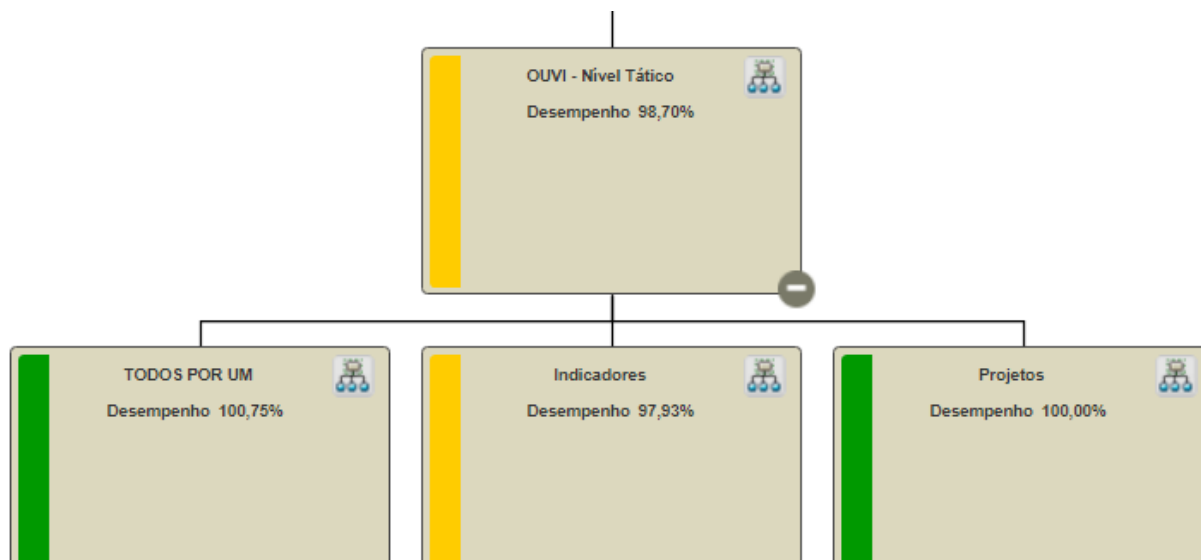 OUVI - Nível Tático
Desempenho 98,70%
TODOS POR UM
Desempenho 100,75%
Indicadores
Desempenho 97,93%
Projetos
Desempenho 100,00%